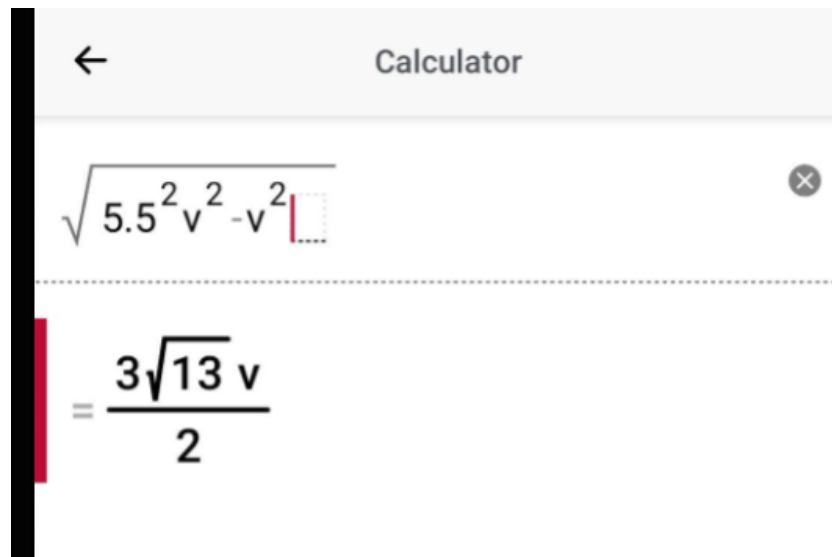 Calculator
√5.5²v²-v²
= 3√13 v
2